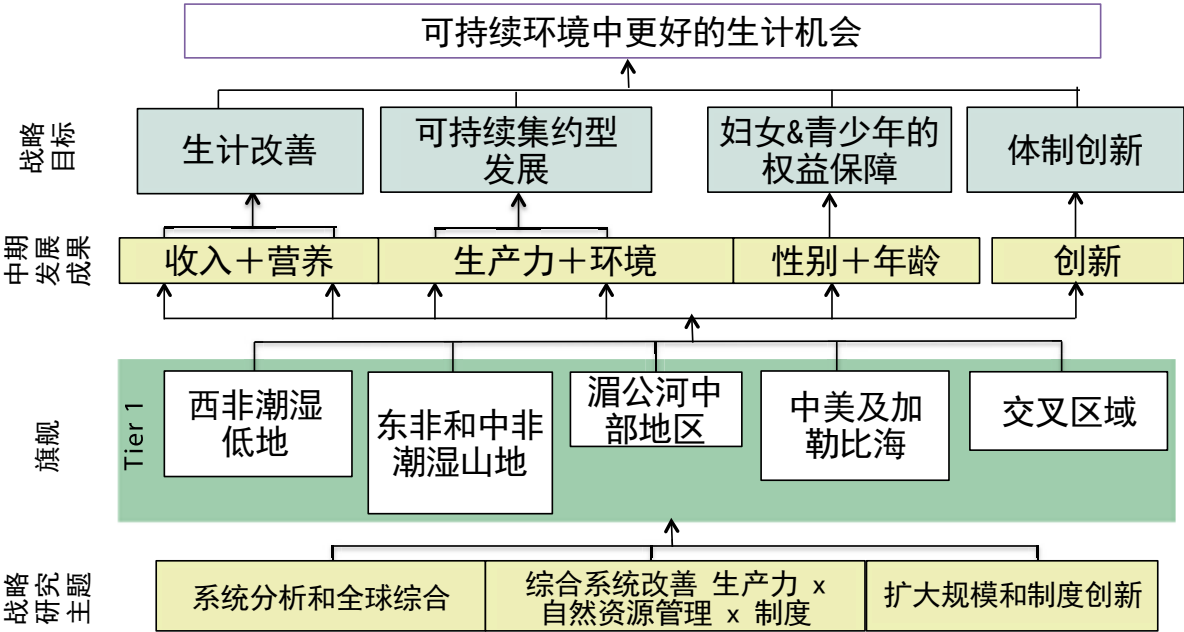 可持续环境中更好的生计机会
战略
目标
生计改善
可持续集约型
发展
妇女&青少年的
权益保障
体制创新
中期
发展
成果
收入＋营养
生产力＋环境
性别＋年龄
创新
旗舰
Tier 1
西非潮湿
低地
东非和中非
潮湿山地
湄公河中
部地区
中美及加
勒比海
交叉区域
战略
研究
主题
系统分析和全球综合
综合系统改善 生产力 x
自然资源管理 x 制度
扩大规模和制度创新